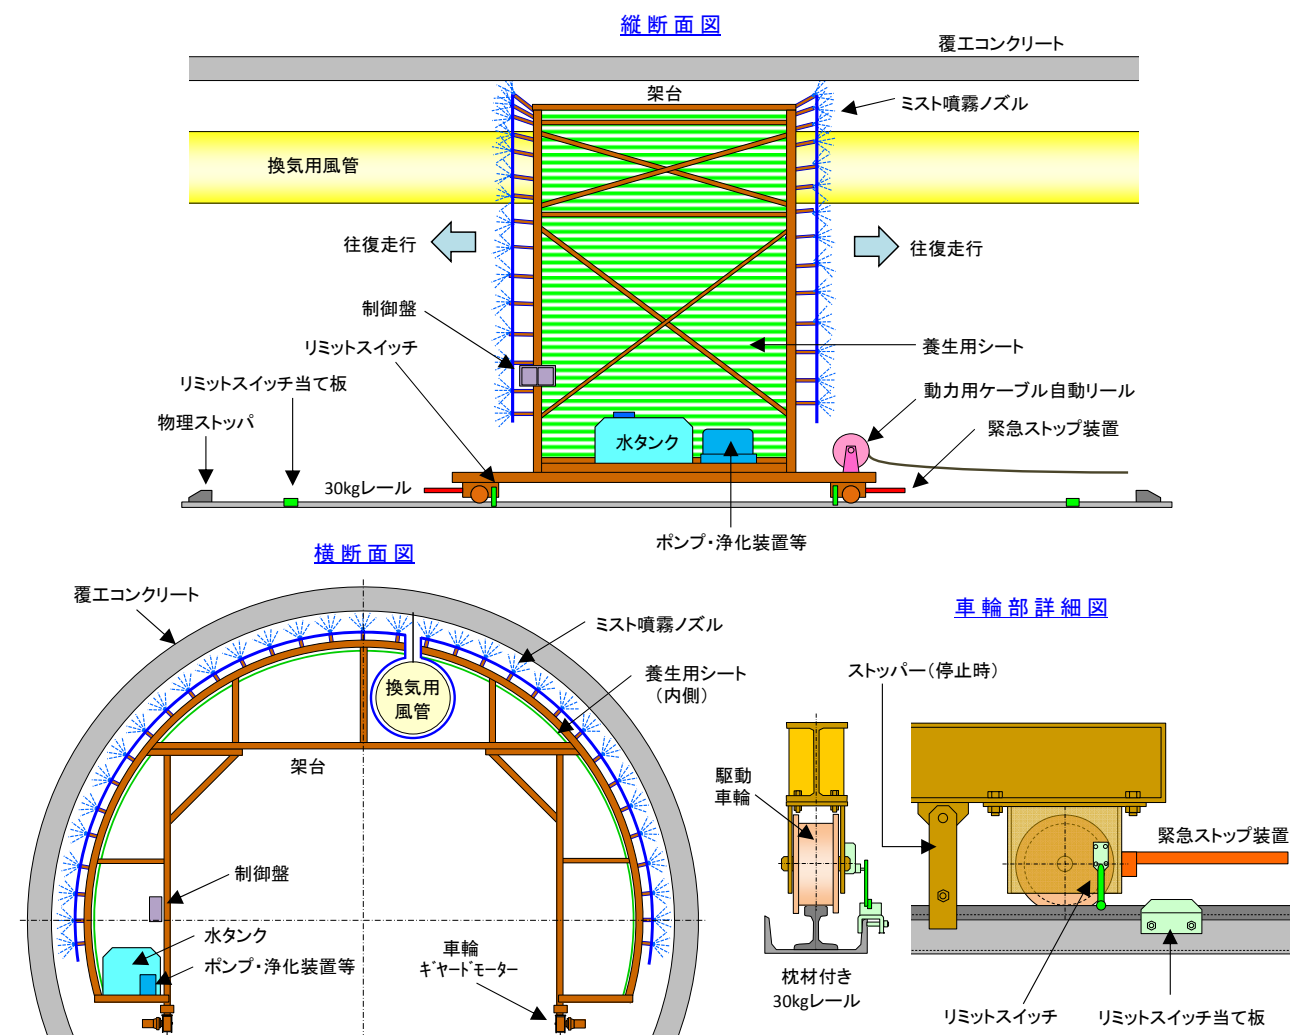 縦断面図
覆工コンクリート
架台
ミスト噴霧ノズル
換気用風管
往復走行
往復走行
制御盤
リミットスイッチ
養生用シート
リミットスイッチ当て板
動力用ケーブル自動リール
物理ストッパ
緊急ストップ装置
水タンク
30kgレール
ポンプ・浄化装置等
横断面図
覆工コンクリート
ミスト噴霧ノズル
養生用シート
（内側）
換気用
風管
架台
制御盤
水タンク
ポンプ・浄化装置等
車輪
ギヤードモーター
車輪部詳細図
ストッパー（停止時）
駆動
車輪
緊急ストップ装置
枕材付き
30kgレール
リミットスイッチ
リミットスイッチ当て板